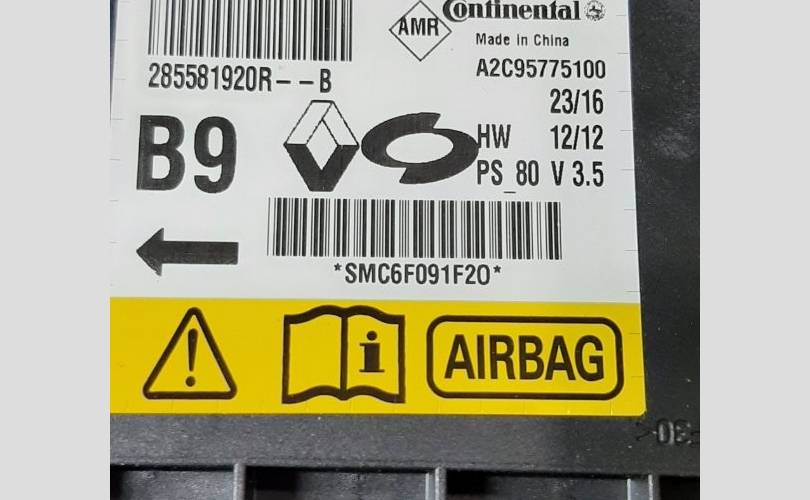 AMR
Continental
Made in China
285581920R--B
A2C95775100
23/16
B9
HW 12/12
PS_80 V 3.5
*SMC6F091F20*
AIRBAG